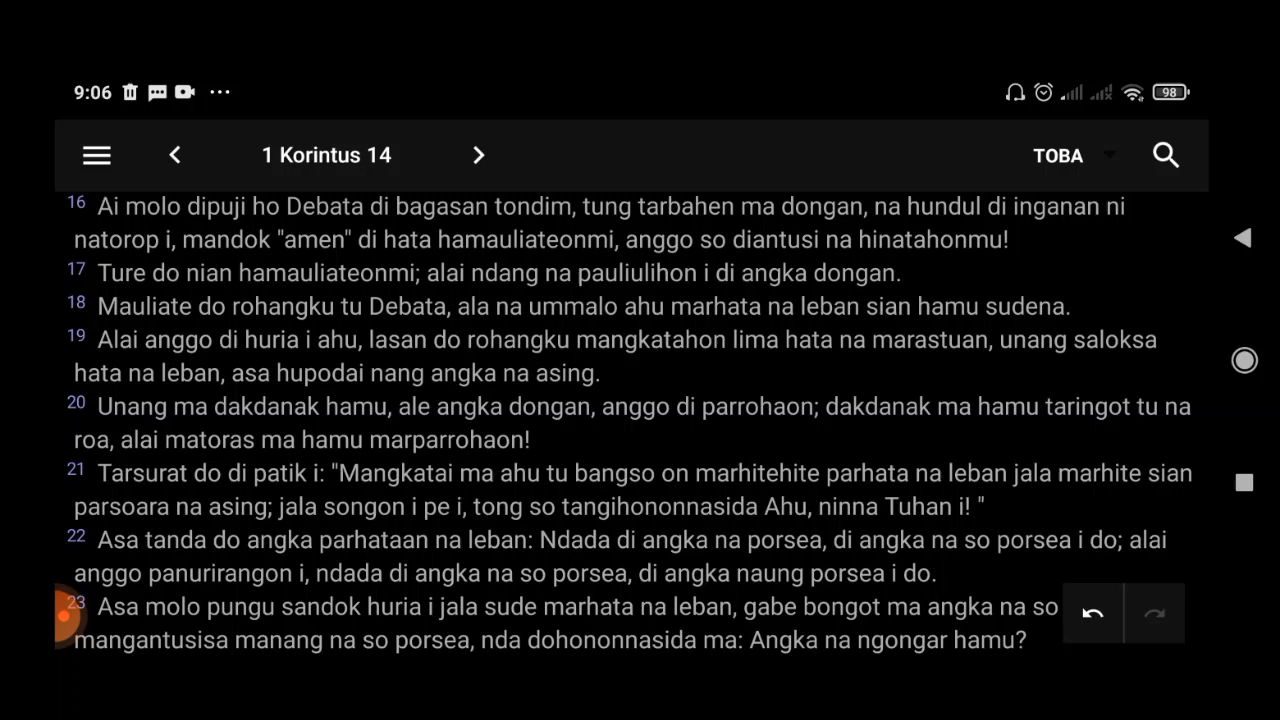 9:06
98
1 Korintus 14
TOBA
16 Ai molo dipuji ho Debata di bagasan tondim, tung tarbahen ma dongan, na hundul di inganan ni
natorop i, mandok "amen" di hata hamauliateonmi, anggo so diantusi na hinatahonmu!
17 Ture do nian hamauliateonmi; alai ndang na pauliulihon i di angka dongan.
18 Mauliate do rohangku tu Debata, ala na ummalo ahu marhata na leban sian hamu sudena.
19 Alai anggo di huria i ahu, lasan do rohangku mangkatahon lima hata na marastuan, unang saloksa
hata na leban, asa hupodai nang angka na asing.
20 Unang ma dakdanak hamu, ale angka dongan, anggo di parrohaon; dakdanak ma hamu taringot tu na
roa, alai matoras ma hamu marparrohaon!
21 Tarsurat do di patik i: "Mangkatai ma ahu tu bangso on marhitehite parhata na leban jala marhite sian
parsoara na asing; jala songon i pe i, tong so tangihononnasida Ahu, ninna Tuhan i! "
22 Asa tanda do angka parhataan na leban: Ndada di angka na porsea, di angka na so porsea i do; alai
anggo panurirangon i, ndada di angka na so porsea, di angka naung porsea i do.
23 Asa molo pungu sandok huria i jala sude marhata na leban, gabe bongot ma angka na so
mangantusisa manang na so porsea, nda dohononnasida ma: Angka na ngongar hamu?